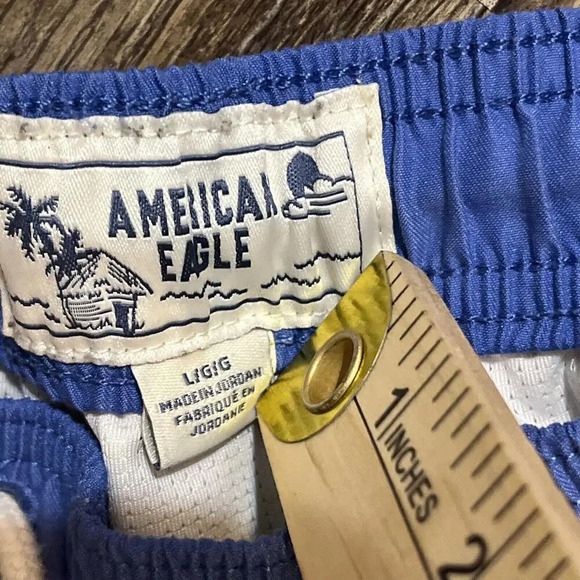 AMERICAN
EAGLE
L|G|G
MADE IN JORDAN
FABRIQUÉ EN
JORDANIE
1
INCHES
2